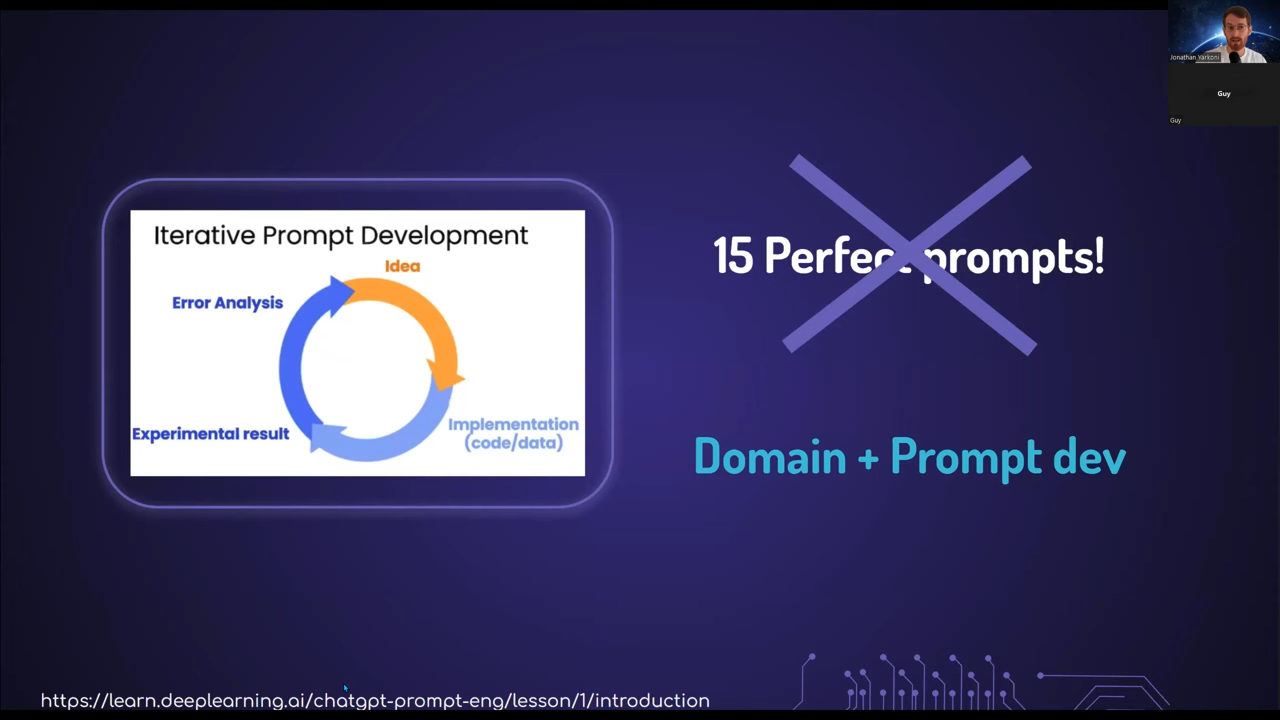 Jonathan Yarkoni
Guy
Guy
Iterative Prompt Development
Idea
Error Analysis
Experimental result
Implementation
(code/data)
15 Perfect prompts!
Domain + Prompt dev
https://learn.deeplearning.ai/chatgpt-prompt-eng/lesson/1/introduction